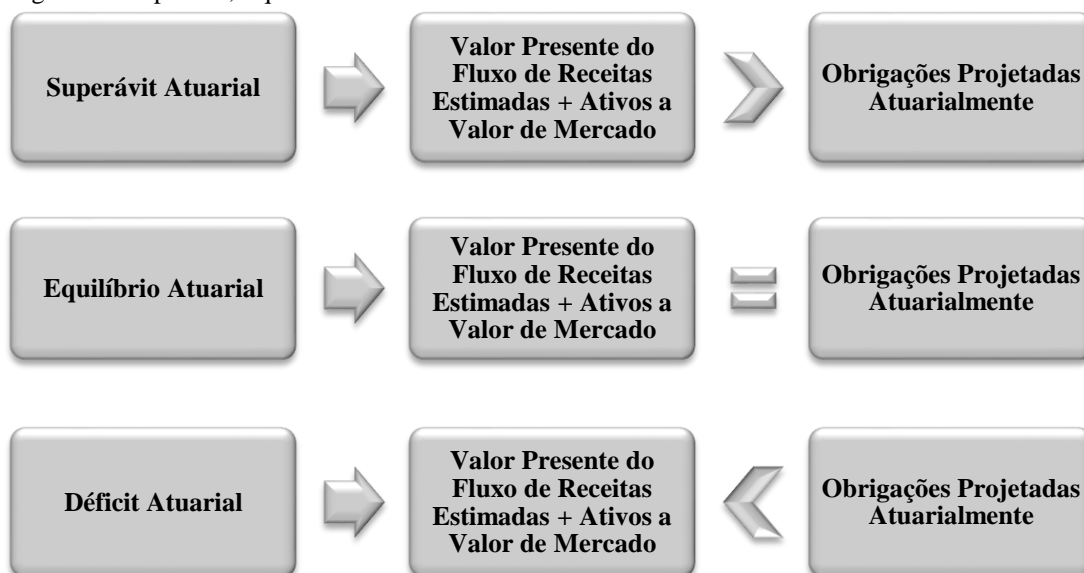 Superávit Atuarial
Valor Presente do
Fluxo de Receitas
Estimadas + Ativos a
Valor de Mercado
>
Obrigações Projetadas
Atuarialmente
Equilíbrio Atuarial
Valor Presente do
Fluxo de Receitas
Estimadas + Ativos a
Valor de Mercado
=
Obrigações Projetadas
Atuarialmente
Déficit Atuarial
Valor Presente do
Fluxo de Receitas
Estimadas + Ativos a
Valor de Mercado
<
Obrigações Projetadas
Atuarialmente